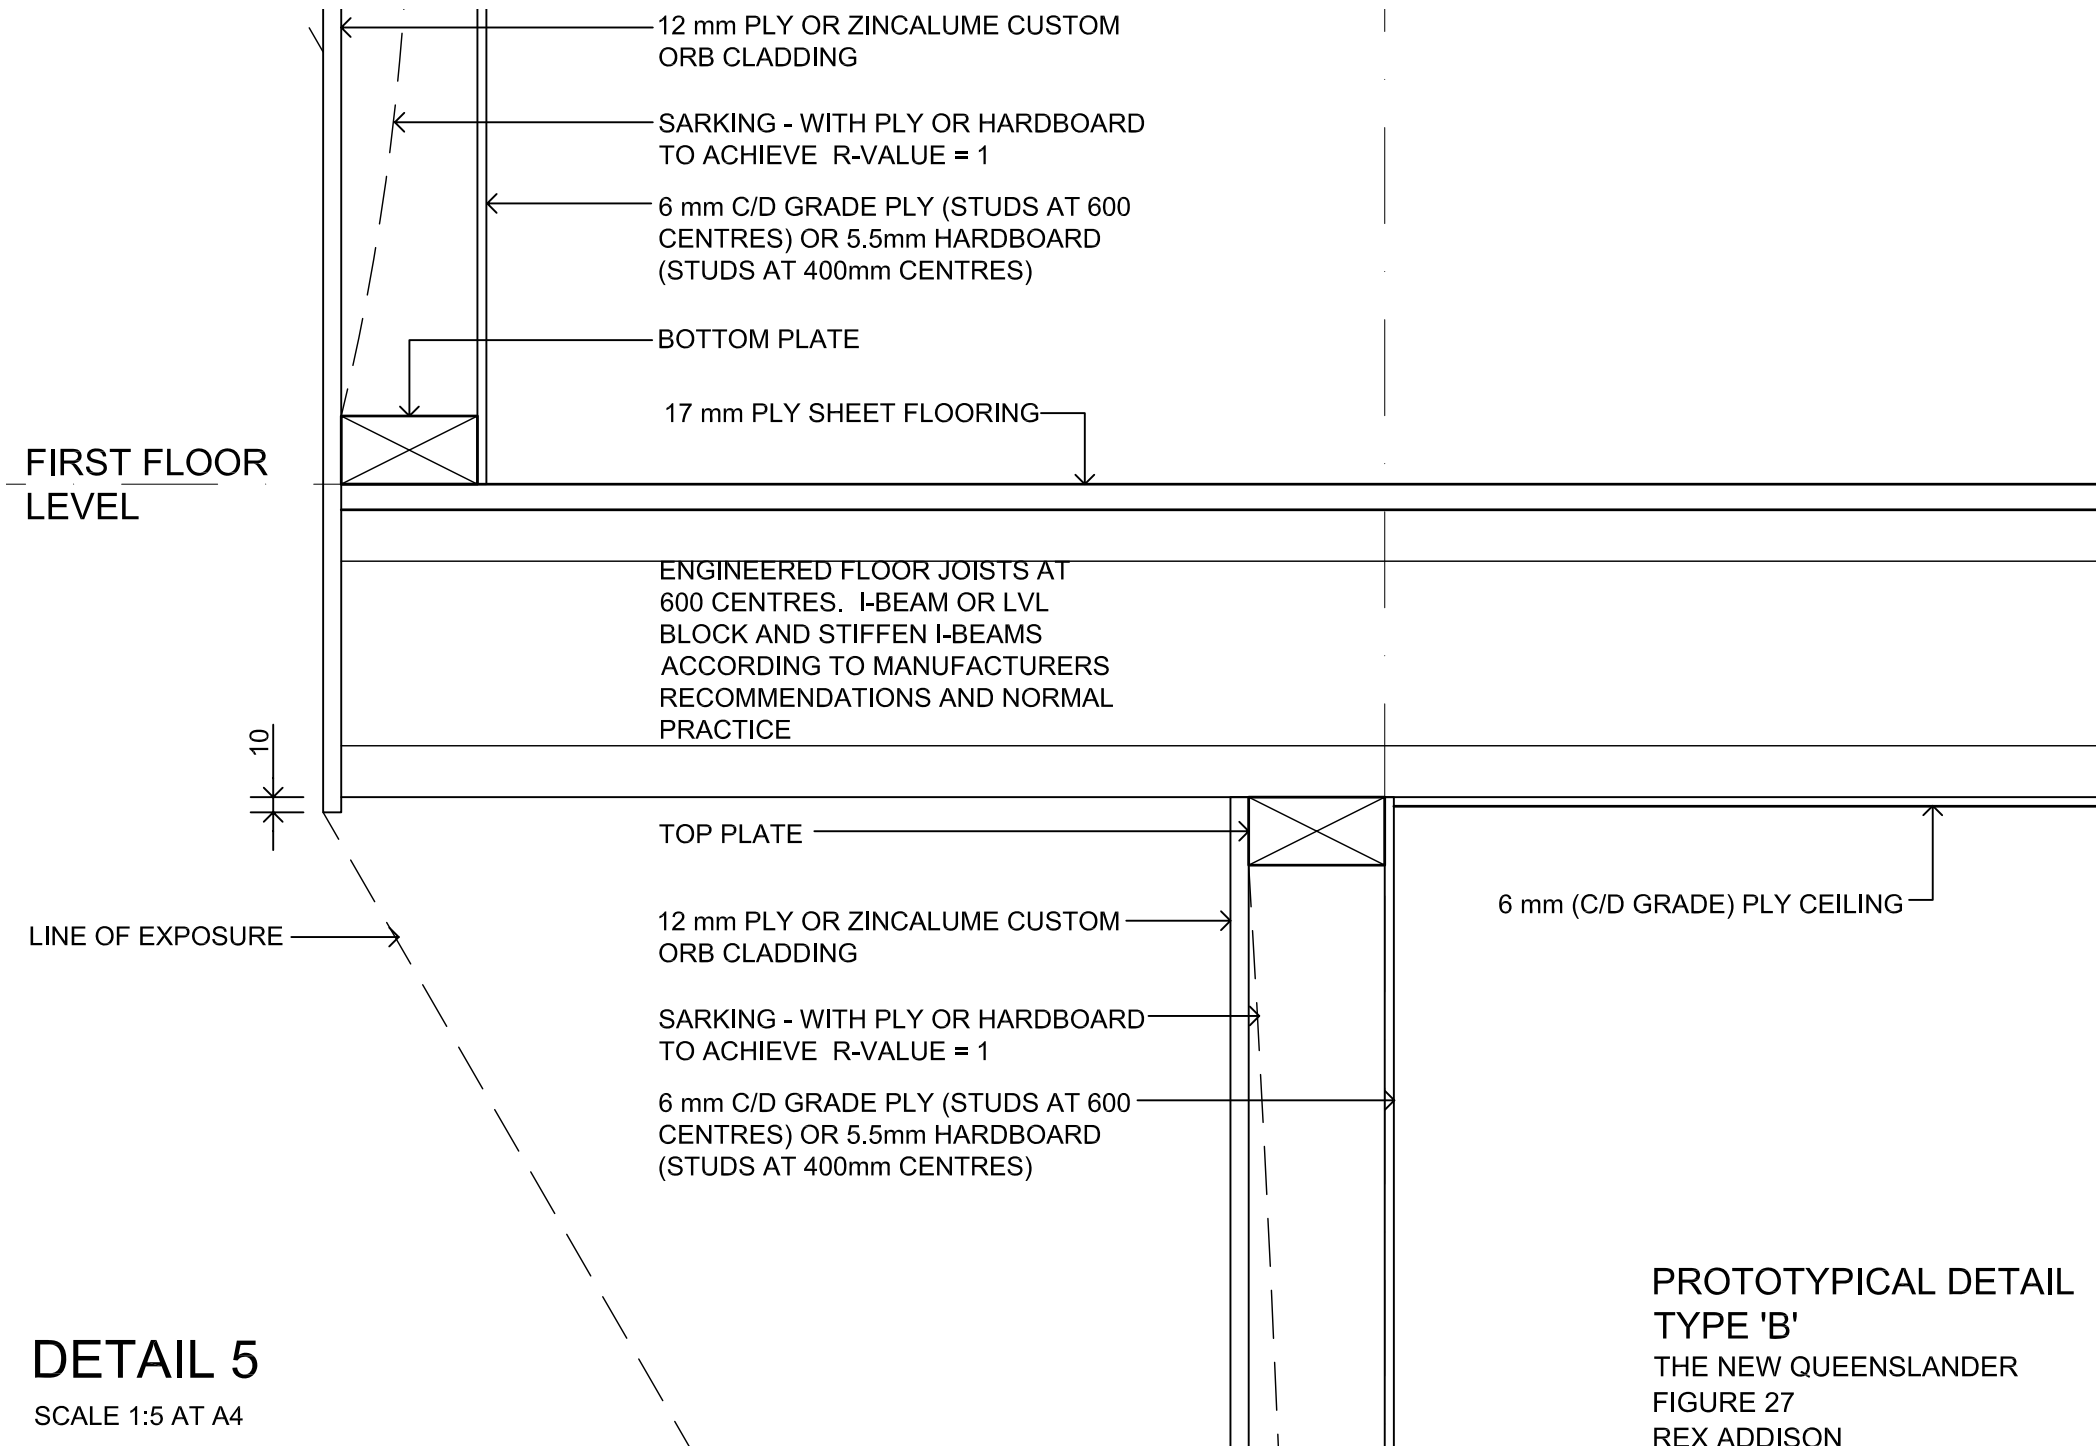 12 mm PLY OR ZINCALUME CUSTOM
ORB CLADDING
SARKING - WITH PLY OR HARDBOARD
TO ACHIEVE  R-VALUE = 1
6 mm C/D GRADE PLY (STUDS AT 600
CENTRES) OR 5.5mm HARDBOARD
(STUDS AT 400mm CENTRES)
BOTTOM PLATE
17 mm PLY SHEET FLOORING
FIRST FLOOR
LEVEL
ENGINEERED FLOOR JOISTS AT
600 CENTRES.  I-BEAM OR LVL
BLOCK AND STIFFEN I-BEAMS
ACCORDING TO MANUFACTURERS
RECOMMENDATIONS AND NORMAL
PRACTICE
10
TOP PLATE
12 mm PLY OR ZINCALUME CUSTOM
ORB CLADDING
6 mm (C/D GRADE) PLY CEILING
LINE OF EXPOSURE
SARKING - WITH PLY OR HARDBOARD
TO ACHIEVE  R-VALUE = 1
6 mm C/D GRADE PLY (STUDS AT 600
CENTRES) OR 5.5mm HARDBOARD
(STUDS AT 400mm CENTRES)
DETAIL 5
SCALE 1:5 AT A4
PROTOTYPICAL DETAIL
TYPE 'B'
THE NEW QUEENSLANDER
FIGURE 27
REX ADDISON